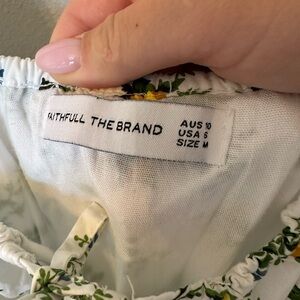 FAITHFULL THE BRAND
AUS 10
USA 6
SIZE M